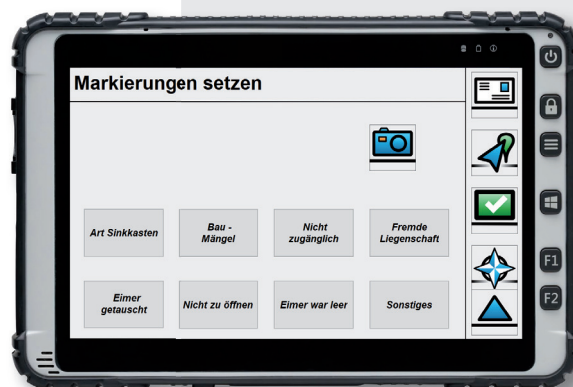 Markierungen setzen
Art Sinkkasten
Bau -
Mängel
Nicht
zugänglich
Fremde
Liegenschaft
Eimer
getauscht
Nicht zu öffnen
Eimer war leer
Sonstiges
F1
F2